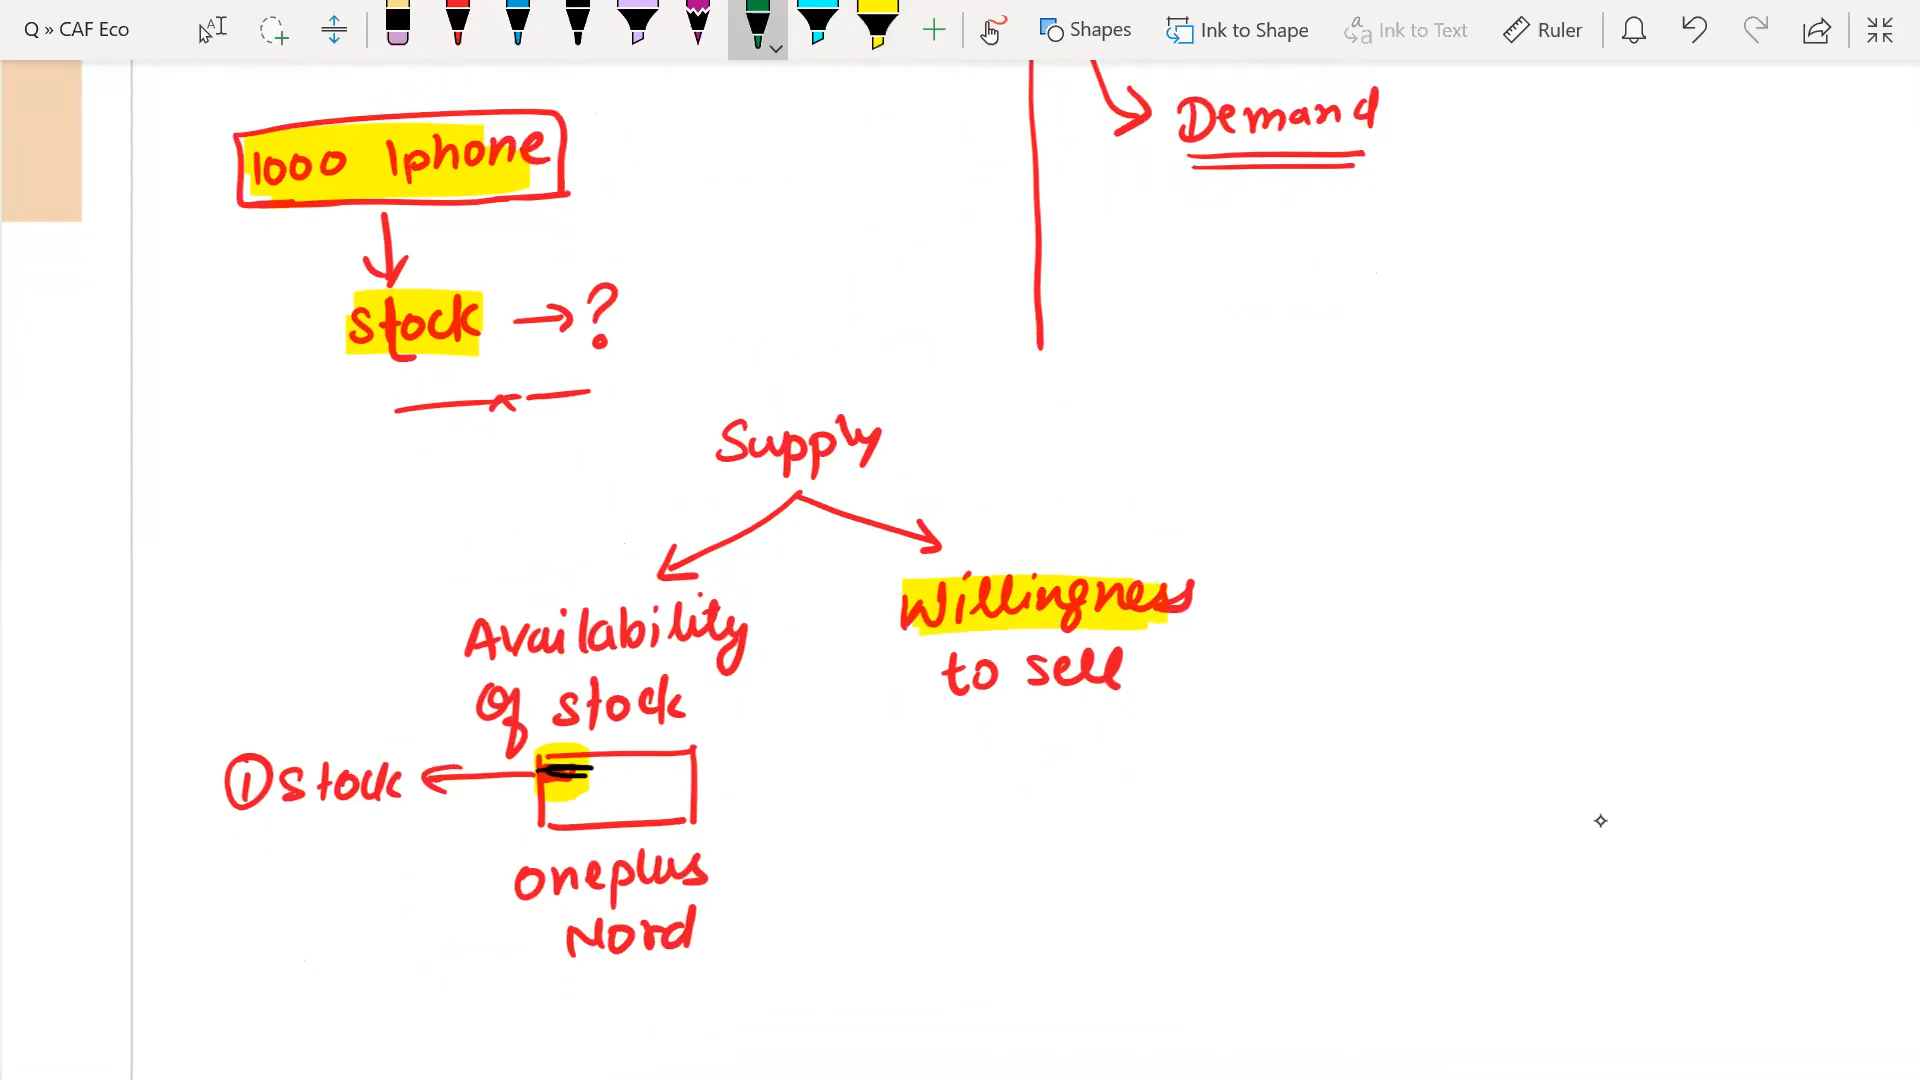 Q » CAF Eco
Shapes
Ink to Shape
Ink to Text
Ruler
Demand
1000 Iphone
stock → ?
Supply
Availability
Of stock
Willingness
to sell
① stock
oneplus
Nord